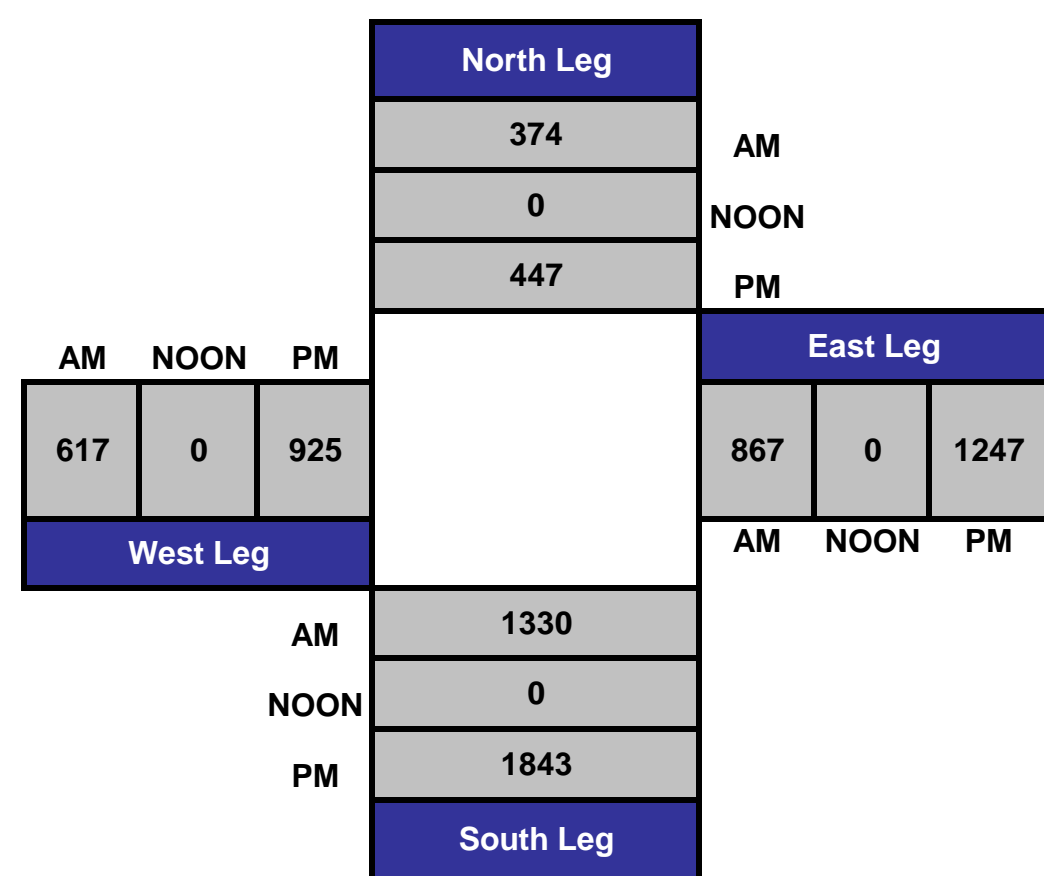 North Leg
374
AM
0
NOON
447
PM
East Leg
AM NOON PM
617 0 925
867 0 1247
West Leg
AM NOON PM
AM
1330
NOON
0
PM
1843
South Leg